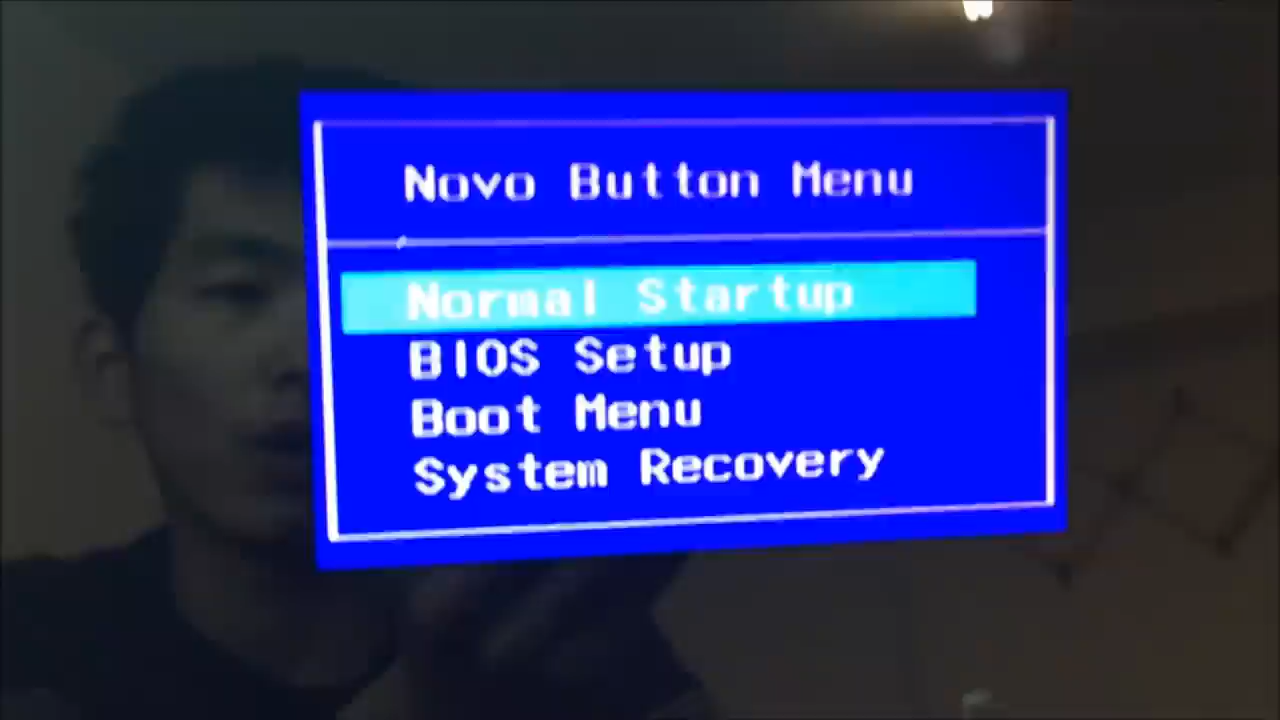 Novo Button Menu
Normal Startup
BIOS Setup
Boot Menu
System Recovery